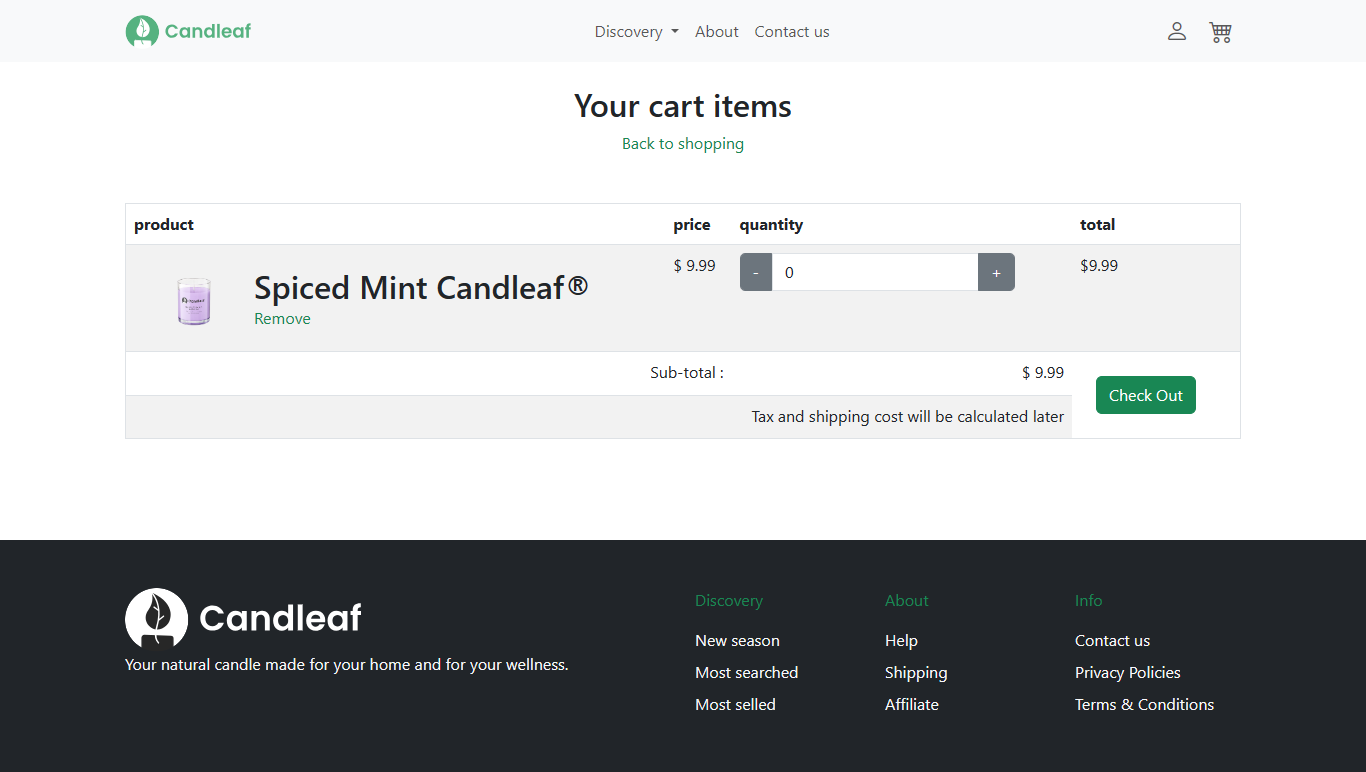 Candleaf
Discovery
About
Contact us
Your cart items
Back to shopping
product price quantity total
Spiced Mint Candleaf®
Remove
$ 9.99
- 0 +
$9.99
Sub-total : $ 9.99
Tax and shipping cost will be calculated later
Check Out
Candleaf
Your natural candle made for your home and for your wellness.
Discovery
New season
Most searched
Most selled
About
Help
Shipping
Affiliate
Info
Contact us
Privacy Policies
Terms & Conditions